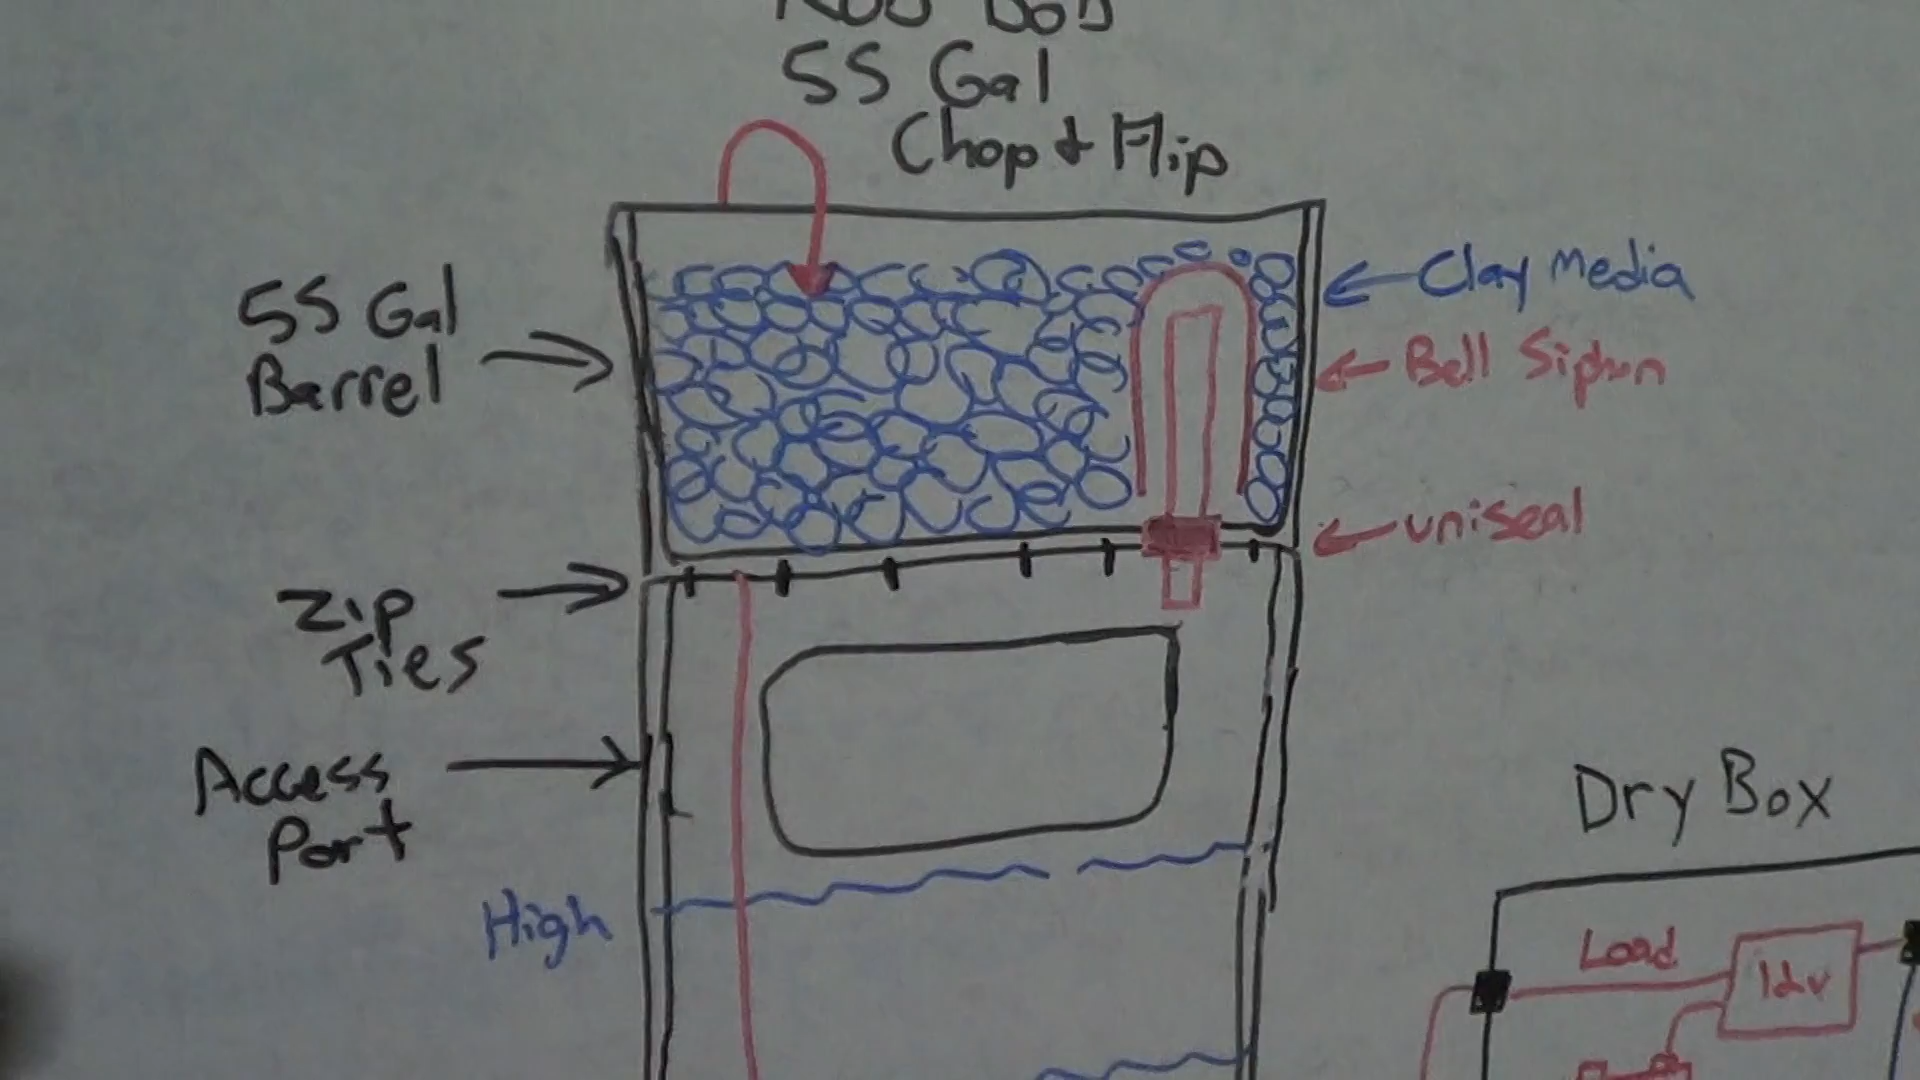 55 Gal
Chop & Flip
55 Gal
Barrel
Clay Media
Bell Siphon
uniseal
Zip
Ties
Access
Port
High
Dry Box
Load
12v